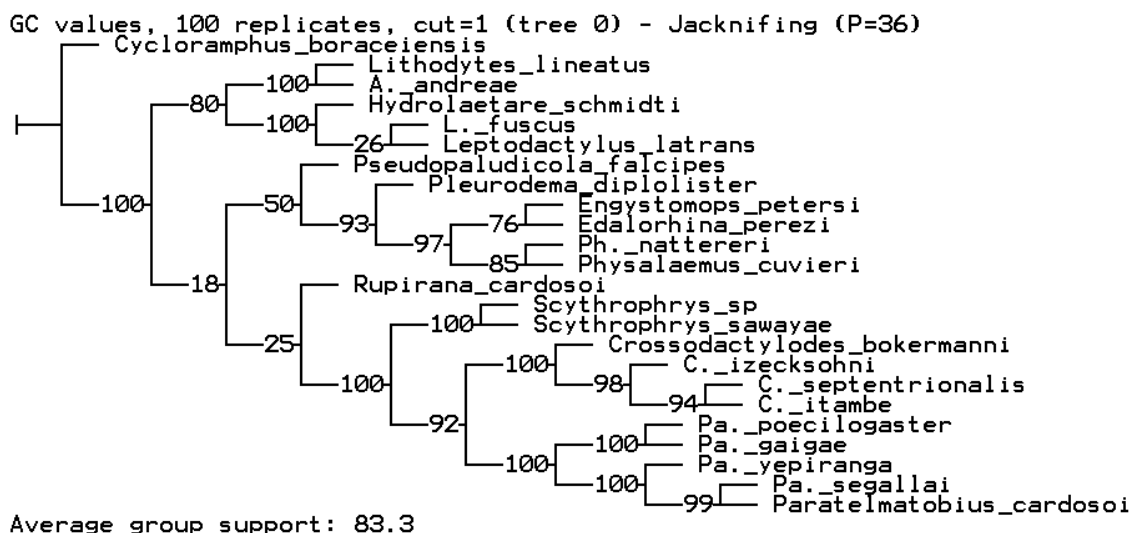 GC values, 100 replicates, cut=1 (tree 0) - Jacknifing (P=36)
Cycloramphus_boraceiensis
Lithodytes_lineatus
100
A._andreae
80
Hydrolaetare_schmidti
100
L._fuscus
26
Leptodactylus_latrans
Pseudopaludicola_falcipes
Pleurodema_diplolister
100
50
Engystomops_petersi
93
76
Edalorhina_perezi
97
Ph._nattereri
85
Physalaemus_cuvieri
18
Rupirana_cardosoi
Scythrophrys_sp
100
Scythrophrys_sawayae
25
Crossodactylodes_bokermanni
100
C._izecksohni
100
98
C._septentrionalis
94
C._itambe
92
Pa._poecilogaster
100
Pa._gaigae
100
Pa._yepiranga
100
Pa._segallai
99
Paratelmatobius_cardosoi
Average group support: 83.3